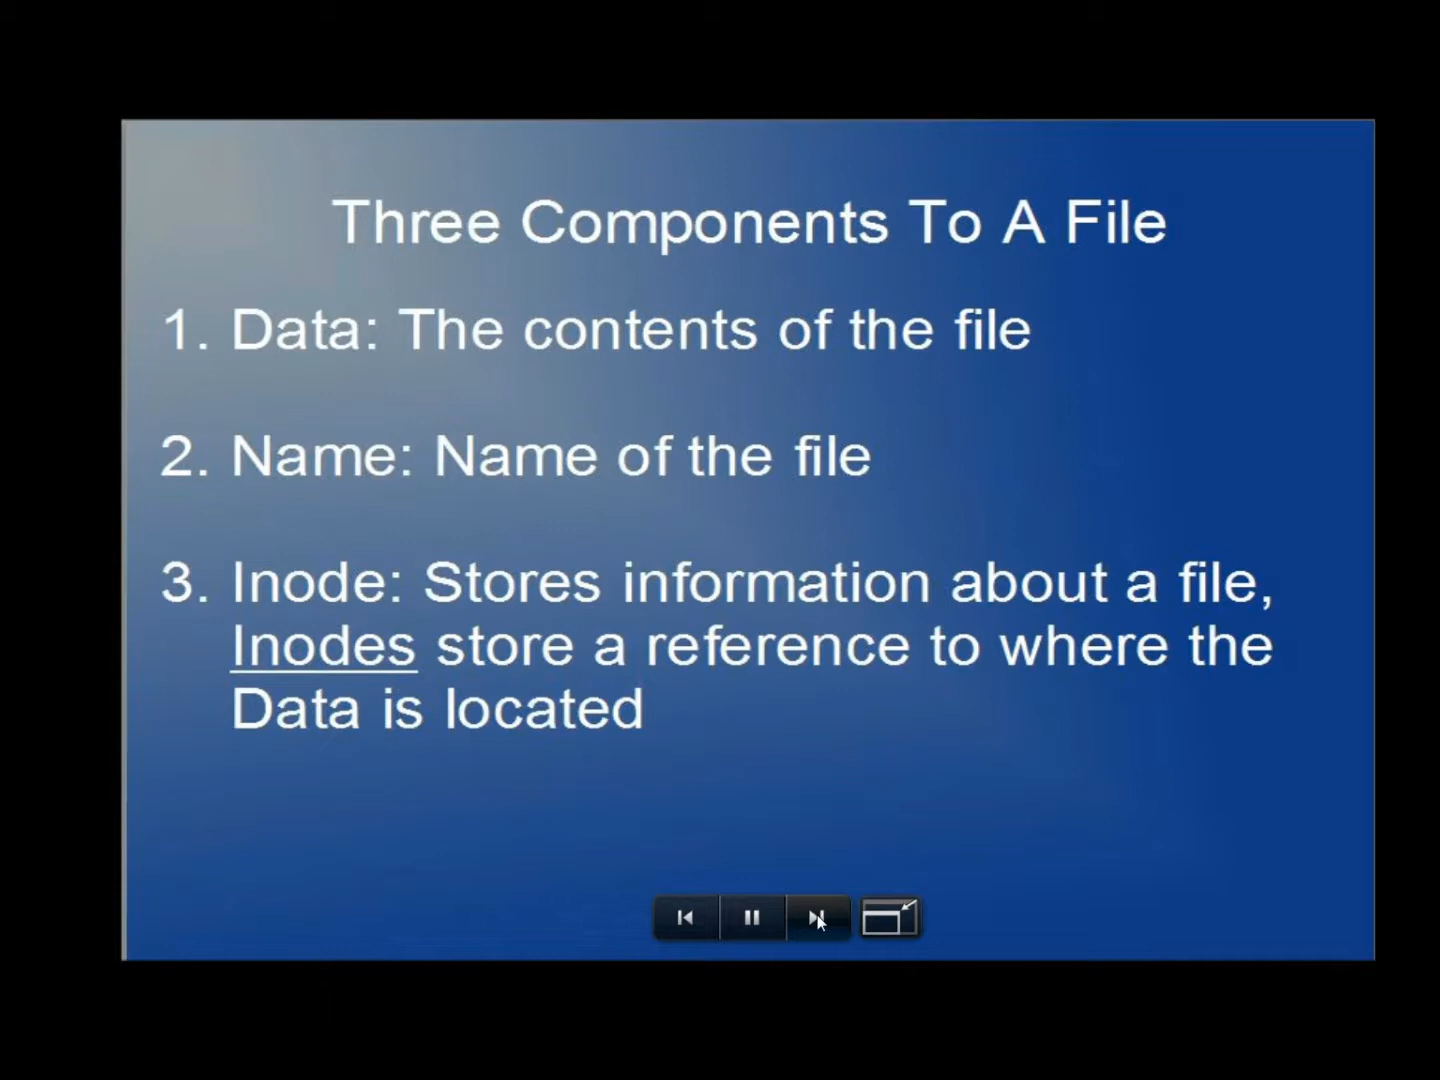 Three Components To A File
1. Data: The contents of the file
2. Name: Name of the file
3. Inode: Stores information about a file,
Inodes store a reference to where the
Data is located